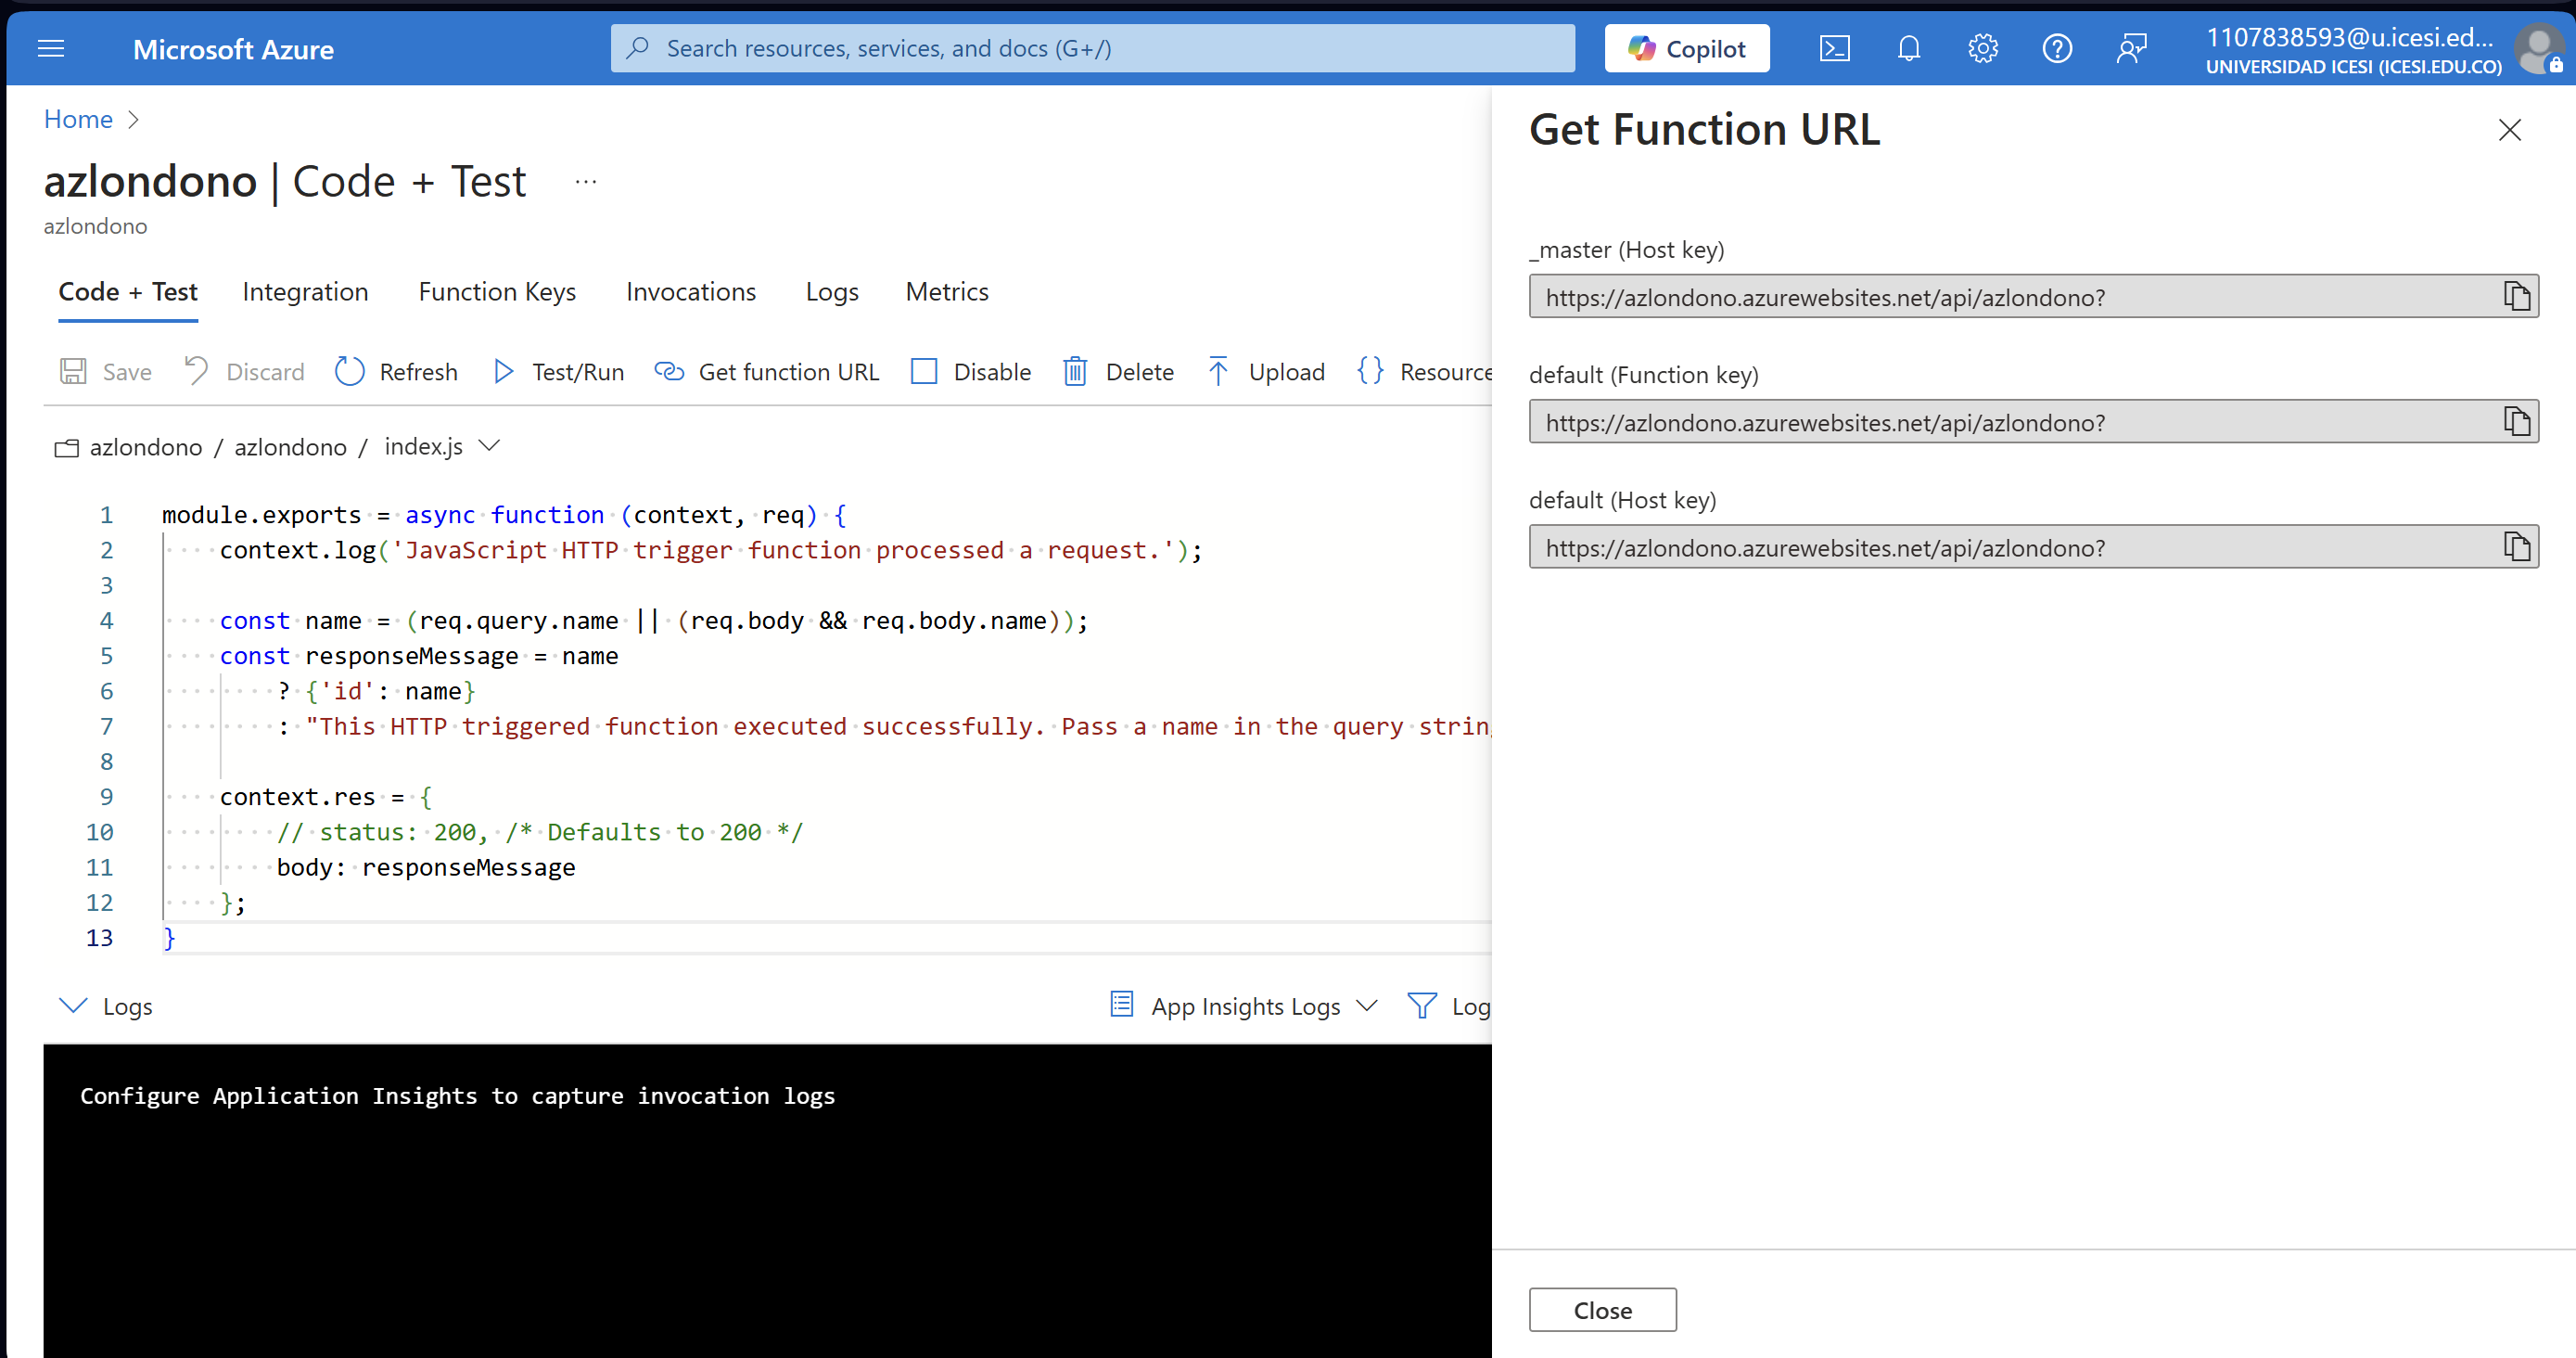 Microsoft Azure
Search resources, services, and docs (G+/)
Copilot
1107838593@u.icesi.ed...
UNIVERSIDAD ICESI (ICESI.EDU.CO)
Home
azlondono | Code + Test ...
azlondono
Code + Test Integration Function Keys Invocations Logs Metrics
Save Discard Refresh Test/Run Get function URL Disable Delete Upload Resource
azlondono / azlondono / index.js
1 module.exports = async function (context, req) {
2 context.log('JavaScript HTTP trigger function processed a request.');
3
4 const name = (req.query.name || (req.body && req.body.name));
5 const responseMessage = name
6 ? {'id': name}
7 : "This HTTP triggered function executed successfully. Pass a name in the query string
8
9 context.res = {
10 // status: 200, /* Defaults to 200 */
11 body: responseMessage
12 };
13 }
Logs
App Insights Logs
Log
Configure Application Insights to capture invocation logs
Get Function URL
_master (Host key)
https://azlondono.azurewebsites.net/api/azlondono?
default (Function key)
https://azlondono.azurewebsites.net/api/azlondono?
default (Host key)
https://azlondono.azurewebsites.net/api/azlondono?
Close